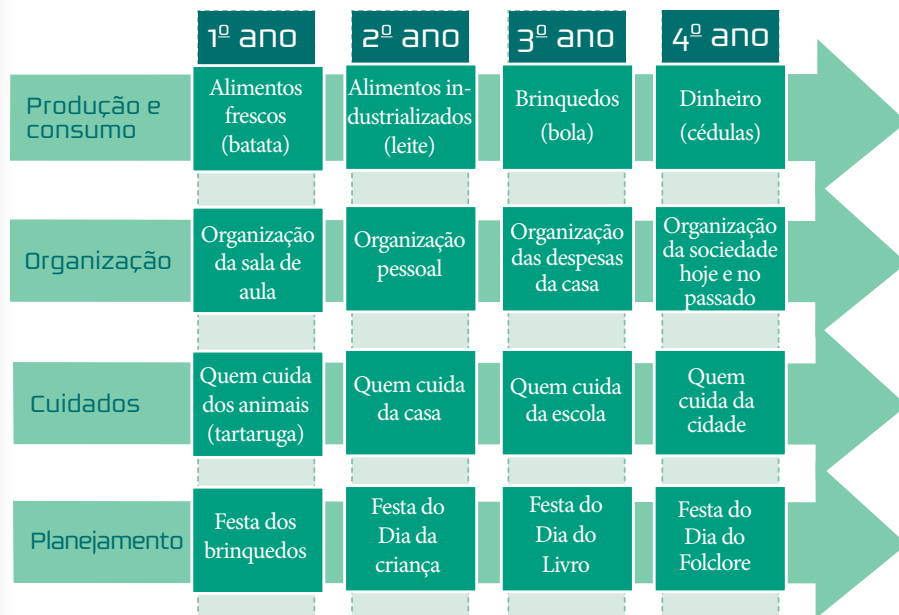 1º ano
2º ano
3º ano
4º ano
Produção e
consumo
Alimentos
frescos
(batata)
Alimentos in-
dustrializados
(leite)
Brinquedos
(bola)
Dinheiro
(cédulas)
Organização
Organização
da sala de
aula
Organização
pessoal
Organização
das despesas
da casa
Organização
da sociedade
hoje e no
passado
Cuidados
Quem cuida
dos animais
(tartaruga)
Quem cuida
da casa
Quem cuida
da escola
Quem
cuida da
cidade
Planejamento
Festa dos
brinquedos
Festa do
Dia da
criança
Festa do
Dia do
Livro
Festa do
Dia do
Folclore